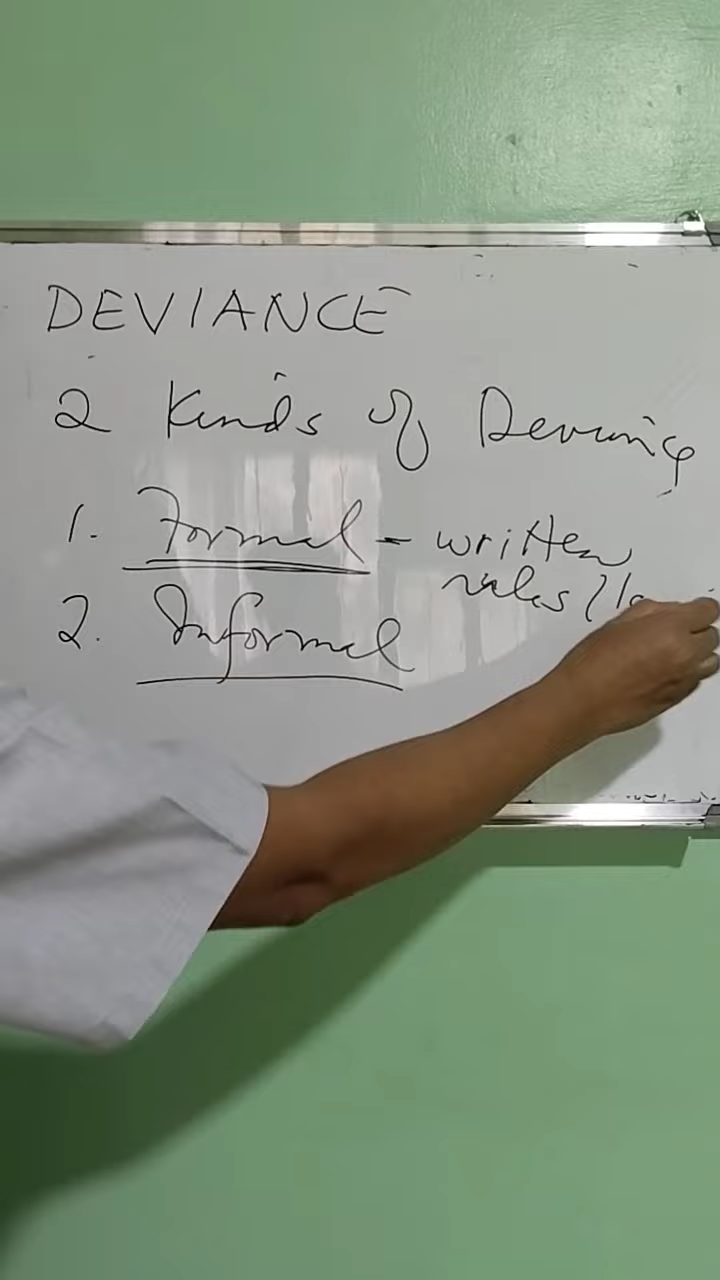 DEVIANCE
2 Kinds of Deviance
1. Formal - written
rules /
2. Informal